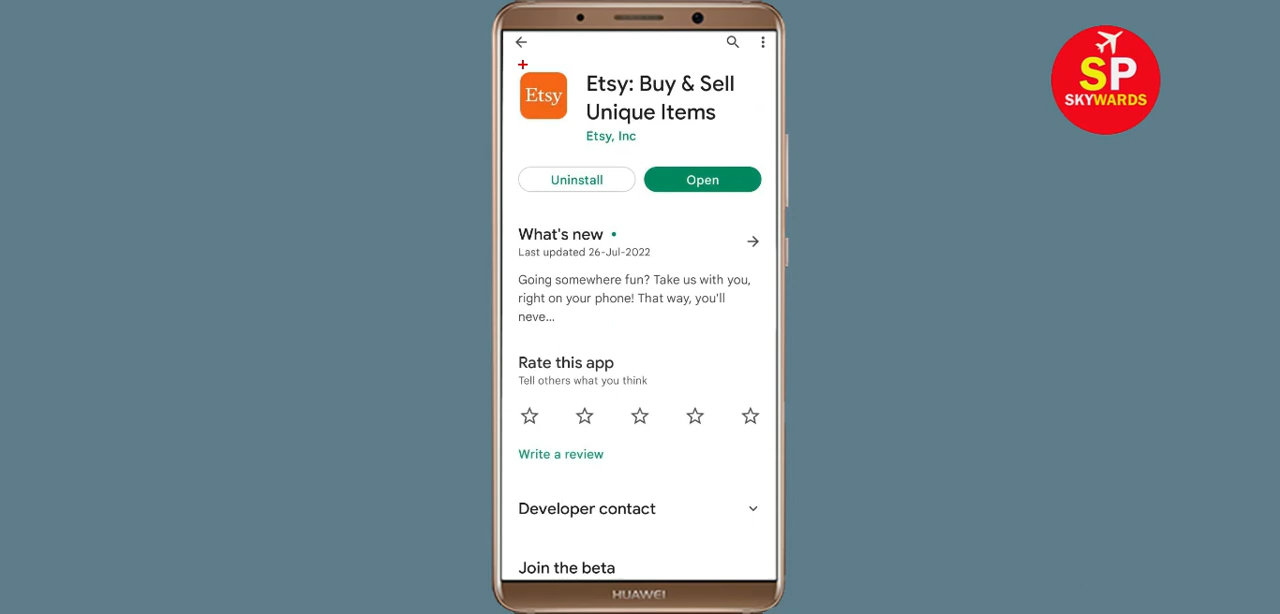 SP
SKYWARDS
Etsy
Etsy: Buy & Sell
Unique Items
Etsy, Inc
Uninstall
Open
What's new
Last updated 26-Jul-2022
Going somewhere fun? Take us with you,
right on your phone! That way, you'll
neve...
Rate this app
Tell others what you think
Write a review
Developer contact
Join the beta
HUAWEI